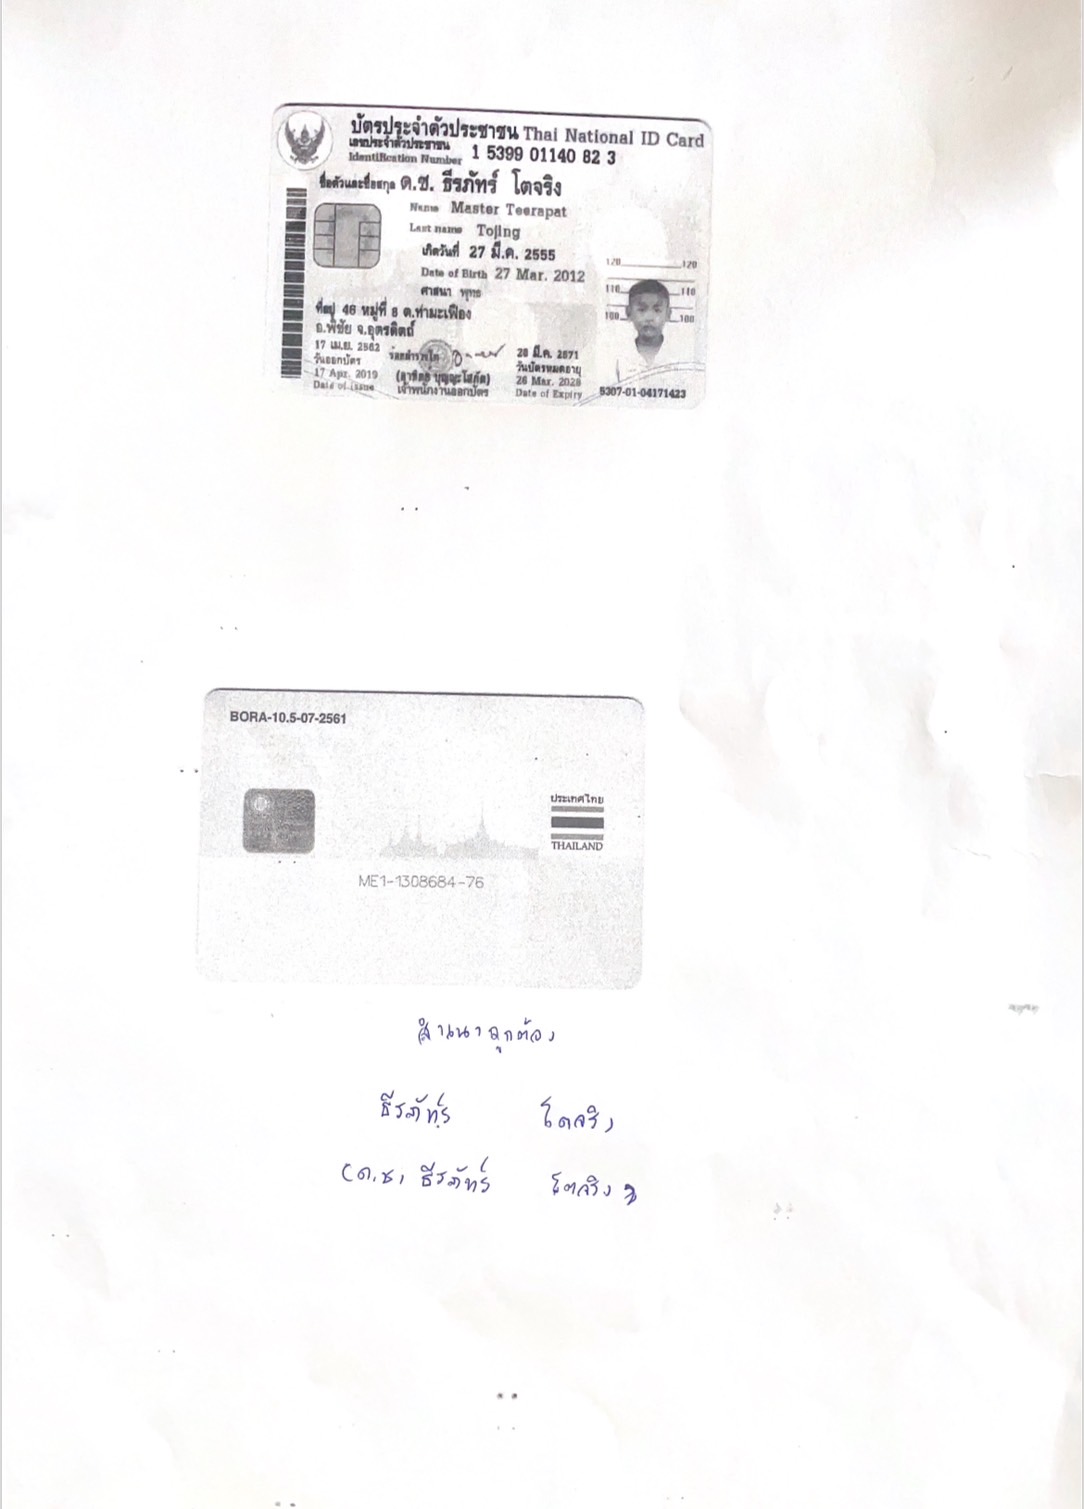 บัตรประจำตัวประชาชน Thai National ID Card
เลขประจำตัวประชาชน
Identification Number 1 5399 01140 82 3
ชื่อตัวและชื่อสกุล ด.ช. ธีรภัทร์ โตจริง
Name Master Teerapat
Last name Tojing
เกิดวันที่ 27 มี.ค. 2555
Date of Birth 27 Mar. 2012
ศาสนา พุทธ
ที่อยู่ 46 หมู่ที่ 8 ต.ท่ามะเฟือง
อ.พิชัย จ.อุตรดิตถ์
17 เม.ย. 2562
วันออกบัตร
17 Apr. 2019
Date of Issue
เจ้าพนักงานออกบัตร
26 มี.ค. 2571
วันบัตรหมดอายุ
26 Mar. 2028
Date of Expiry
120 120
110 110
100 100
5307-01-04171423
BORA-10.5-07-2561
ประเทศไทย
THAILAND
ME1-1308684-76
สำเนาถูกต้อง
ธีรภัทร์ โตจริง
(ด.ช. ธีรภัทร์ โตจริง)